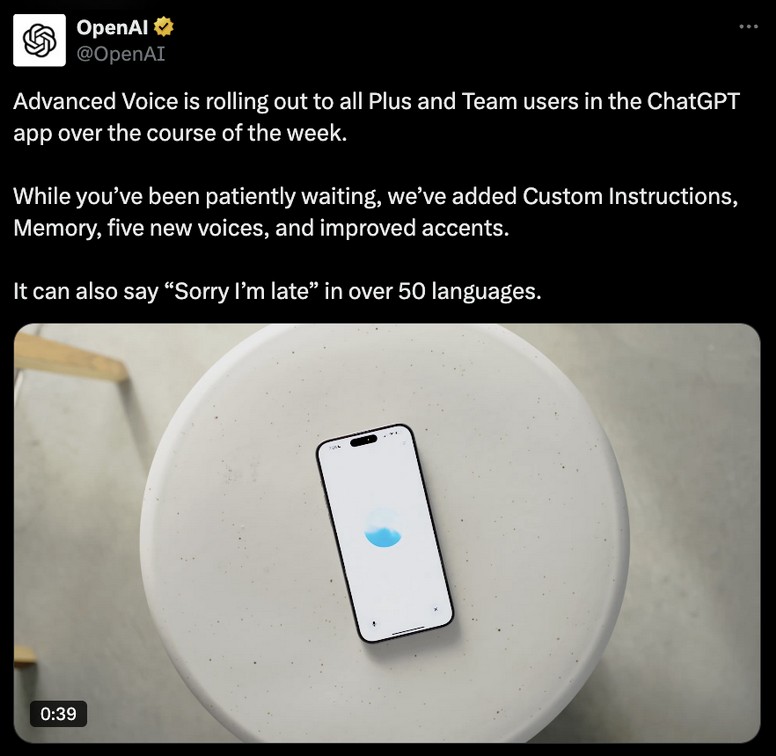 OpenAI
@OpenAI
Advanced Voice is rolling out to all Plus and Team users in the ChatGPT
app over the course of the week.
While you’ve been patiently waiting, we’ve added Custom Instructions,
Memory, five new voices, and improved accents.
It can also say “Sorry I’m late” in over 50 languages.
0:39